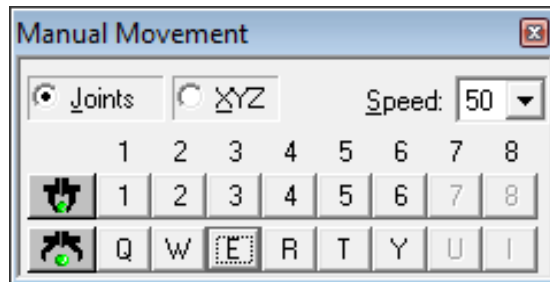 Manual Movement
Joints XYZ Speed: 50
1 2 3 4 5 6 7 8
1 2 3 4 5 6 7 8
Q W E R T Y U I